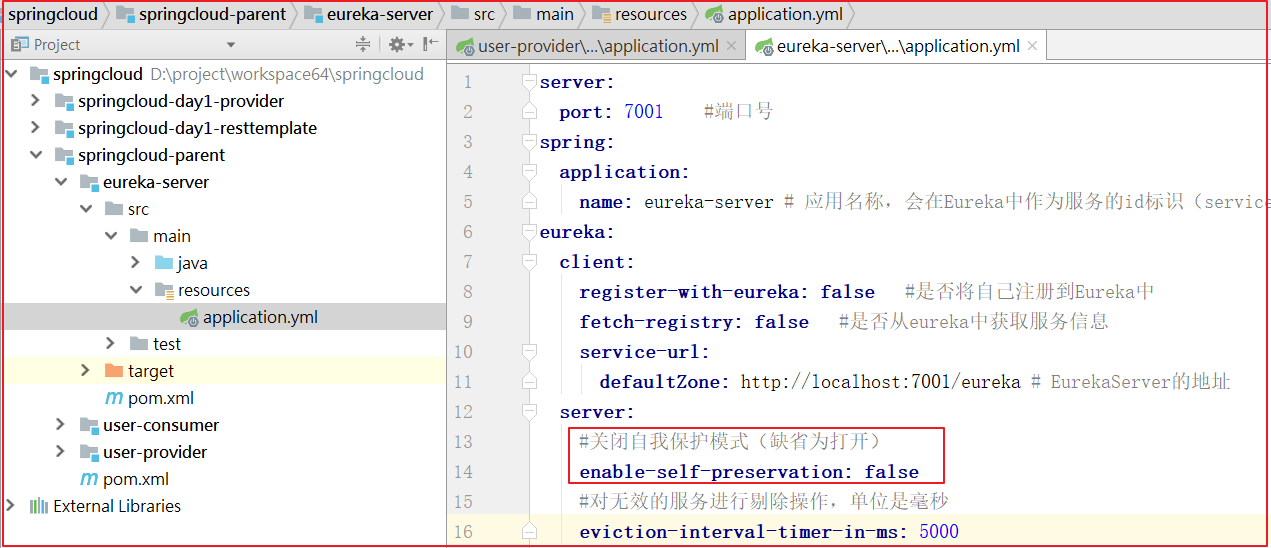 springcloud springcloud-parent eureka-server src main resources application.yml
Project
user-provider\...\application.yml
eureka-server\...\application.yml
springcloud D:\project\workspace64\springcloud
springcloud-day1-provider
springcloud-day1-resttemplate
springcloud-parent
eureka-server
src
main
java
resources
application.yml
test
target
pom.xml
user-consumer
user-provider
pom.xml
External Libraries
1 server:
2 port: 7001 #端口号
3 spring:
4 application:
5 name: eureka-server # 应用名称，会在Eureka中作为服务的id标识（service
6 eureka:
7 client:
8 register-with-eureka: false #是否将自己注册到Eureka中
9 fetch-registry: false #是否从eureka中获取服务信息
10 service-url:
11 defaultZone: http://localhost:7001/eureka # EurekaServer的地址
12 server:
13 #关闭自我保护模式（缺省为打开）
14 enable-self-preservation: false
15 #对无效的服务进行剔除操作，单位是毫秒
16 eviction-interval-timer-in-ms: 5000